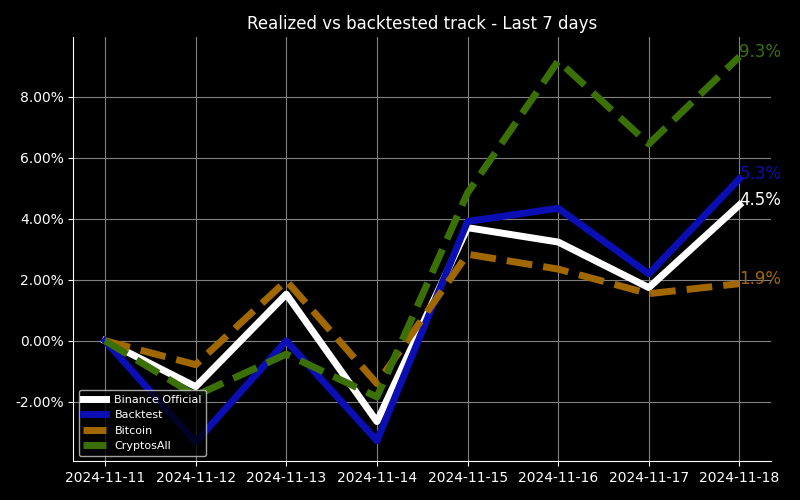 Realized vs backtested track - Last 7 days
9.3%
8.00%
6.00%
5.3%
4.00%
4.5%
2.00%
1.9%
0.00%
-2.00%
Binance Official
Backtest
Bitcoin
CryptosAll
2024-11-11 2024-11-12 2024-11-13 2024-11-14 2024-11-15 2024-11-16 2024-11-17 2024-11-18